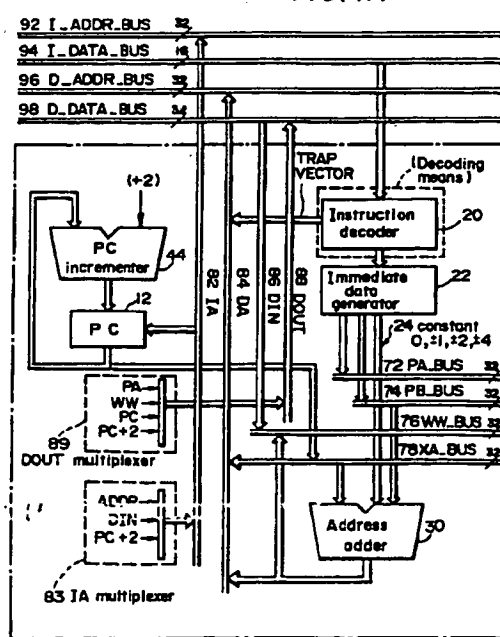 92 I_ADDR_BUS 32
94 I_DATA_BUS 16
96 D_ADDR_BUS 32
98 D_DATA_BUS 32
TRAP
VECTOR
(Decoding
means)
(+2)
Instruction
decoder
20
PC
incrementer
44
82 IA
84 DA
86 DIN
88 DOUT
Immediate
data
generator
22
12
PC
24 constant
0,±1,±2,±4
72 PA_BUS 32
74 PB_BUS 32
76 WW_BUS 32
78 XA_BUS 32
PA
WW
PC
PC+2
89
DOUT multiplexer
ADDR
DIN
PC+2
83 IA multiplexer
Address
adder
30